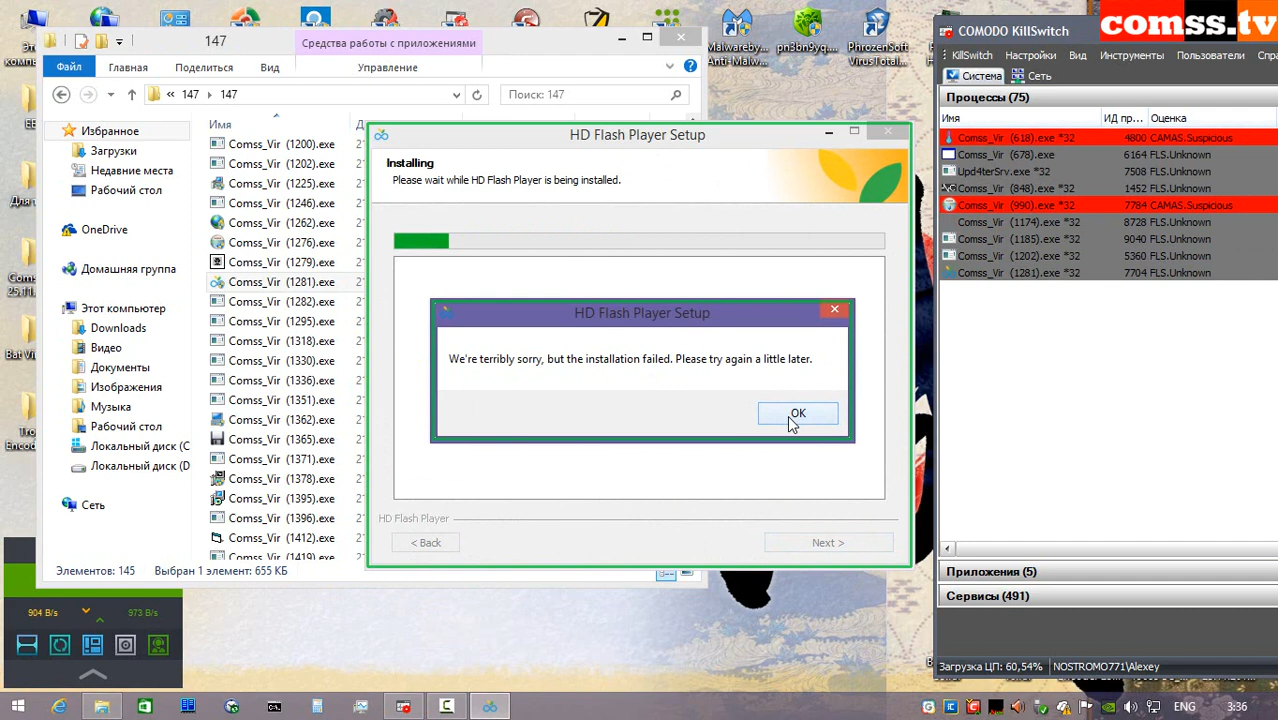 comss.tv
147
Средства работы с приложениями
Файл
Главная
Поделиться
Вид
Управление
147
147
Поиск: 147
Избранное
Загрузки
Недавние места
Рабочий стол
OneDrive
Домашняя группа
Этот компьютер
Downloads
Видео
Документы
Изображения
Музыка
Рабочий стол
Локальный диск (C
Локальный диск (D
Сеть
Имя
Comss_Vir (1200).exe
Comss_Vir (1225).exe
Comss_Vir (1246).exe
Comss_Vir (1262).exe
Comss_Vir (1276).exe
Comss_Vir (1279).exe
Comss_Vir (1281).exe
Comss_Vir (1282).exe
Comss_Vir (1295).exe
Comss_Vir (1318).exe
Comss_Vir (1330).exe
Comss_Vir (1336).exe
Comss_Vir (1351).exe
Comss_Vir (1362).exe
Comss_Vir (1365).exe
Comss_Vir (1371).exe
Comss_Vir (1378).exe
Comss_Vir (1395).exe
Comss_Vir (1396).exe
Comss_Vir (1412).exe
Comss_Vir (1419).exe
Элементов: 145
Выбран 1 элемент: 655 КБ
HD Flash Player Setup
Installing
Please wait while HD Flash Player is being installed.
HD Flash Player Setup
We're terribly sorry, but the installation failed. Please try again a little later.
OK
HD Flash Player
< Back
Next >
Malwareby...
Anti-Malw...
pn3bn9yq....
PhrozenSoft
VirusTotal...
COMODO KillSwitch
KillSwitch
Настройки
Вид
Инструменты
Пользователи
Спра
Система
Сеть
Процессы (75)
Имя
ИД пр...
Оценка
Comss_Vir (618).exe *32 4800 CAMAS.Suspicious
Comss_Vir (678).exe 6164 FLS.Unknown
Upd4terSrv.exe *32 7508 FLS.Unknown
Comss_Vir (848).exe *32 1452 FLS.Unknown
Comss_Vir (990).exe *32 7784 CAMAS.Suspicious
Comss_Vir (1174).exe *32 8728 FLS.Unknown
Comss_Vir (1185).exe *32 9040 FLS.Unknown
Comss_Vir (1202).exe *32 5360 FLS.Unknown
Comss_Vir (1281).exe *32 7704 FLS.Unknown
Приложения (5)
Сервисы (491)
Загрузка ЦП: 60,54%
NOSTROMO771\Alexey
904 B/s
973 B/s
ENG
3:36